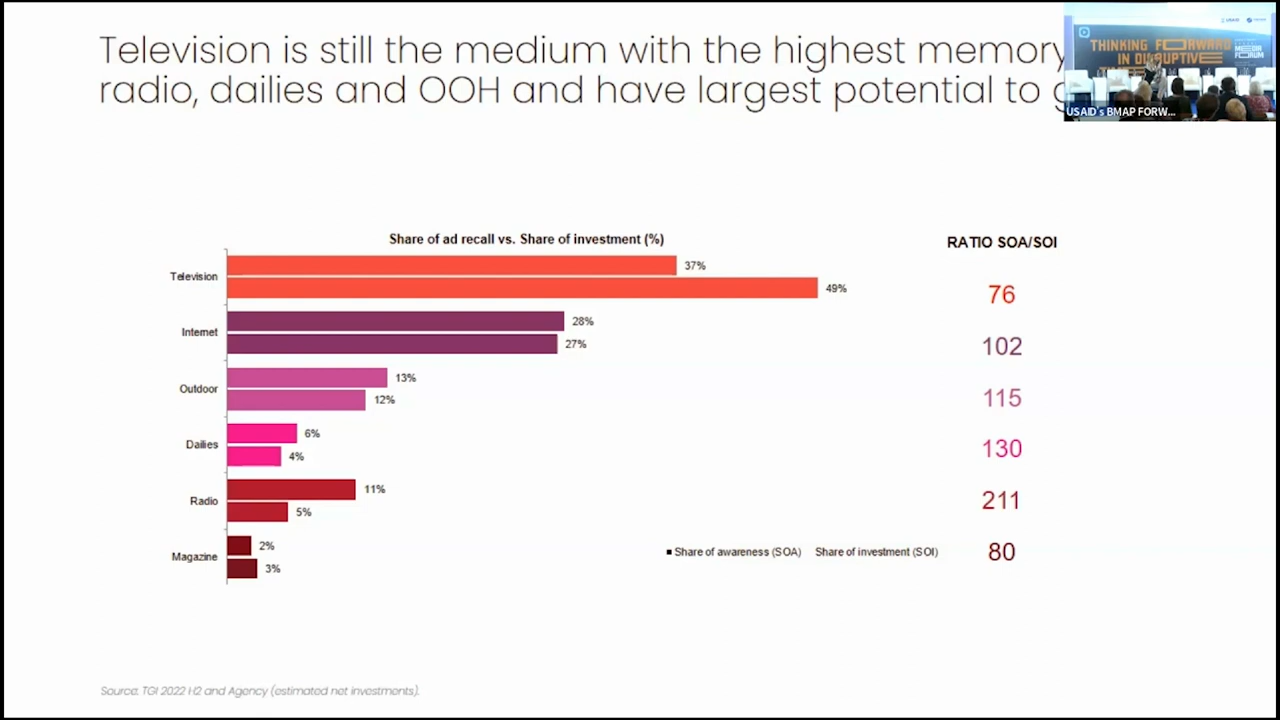 Television is still the medium with the highest memory
radio, dailies and OOH and have largest potential to
THINKING FORWARD
IN DISRUPTIVE
MEDIA
FORUM
USAID's BMAP FORW...
Share of ad recall vs. Share of investment (%)
RATIO SOA/SOI
Television
37%
49%
76
Internet
28%
27%
102
Outdoor
13%
12%
115
Dailies
6%
4%
130
Radio
11%
5%
211
Magazine
2%
3%
Share of awareness (SOA)
Share of investment (SOI)
80
Source. TGI 2022 H2 and Agency (estimated net investments).